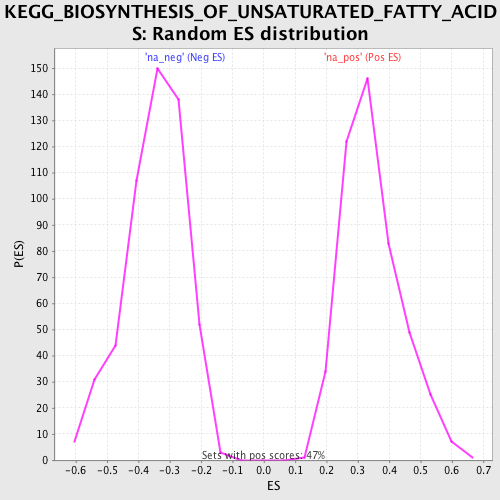 KEGG_BIOSYNTHESIS_OF_UNSATURATED_FATTY_ACID
S: Random ES distribution
'na_neg' (Neg ES) 'na_pos' (Pos ES)
150
140
130
120
110
100
90
80
70
60
50
40
30
20
10
0
P(ES)
Sets with pos scores: 47%
-0.6 -0.5 -0.4 -0.3 -0.2 -0.1 0.0 0.1 0.2 0.3 0.4 0.5 0.6 0.7
ES